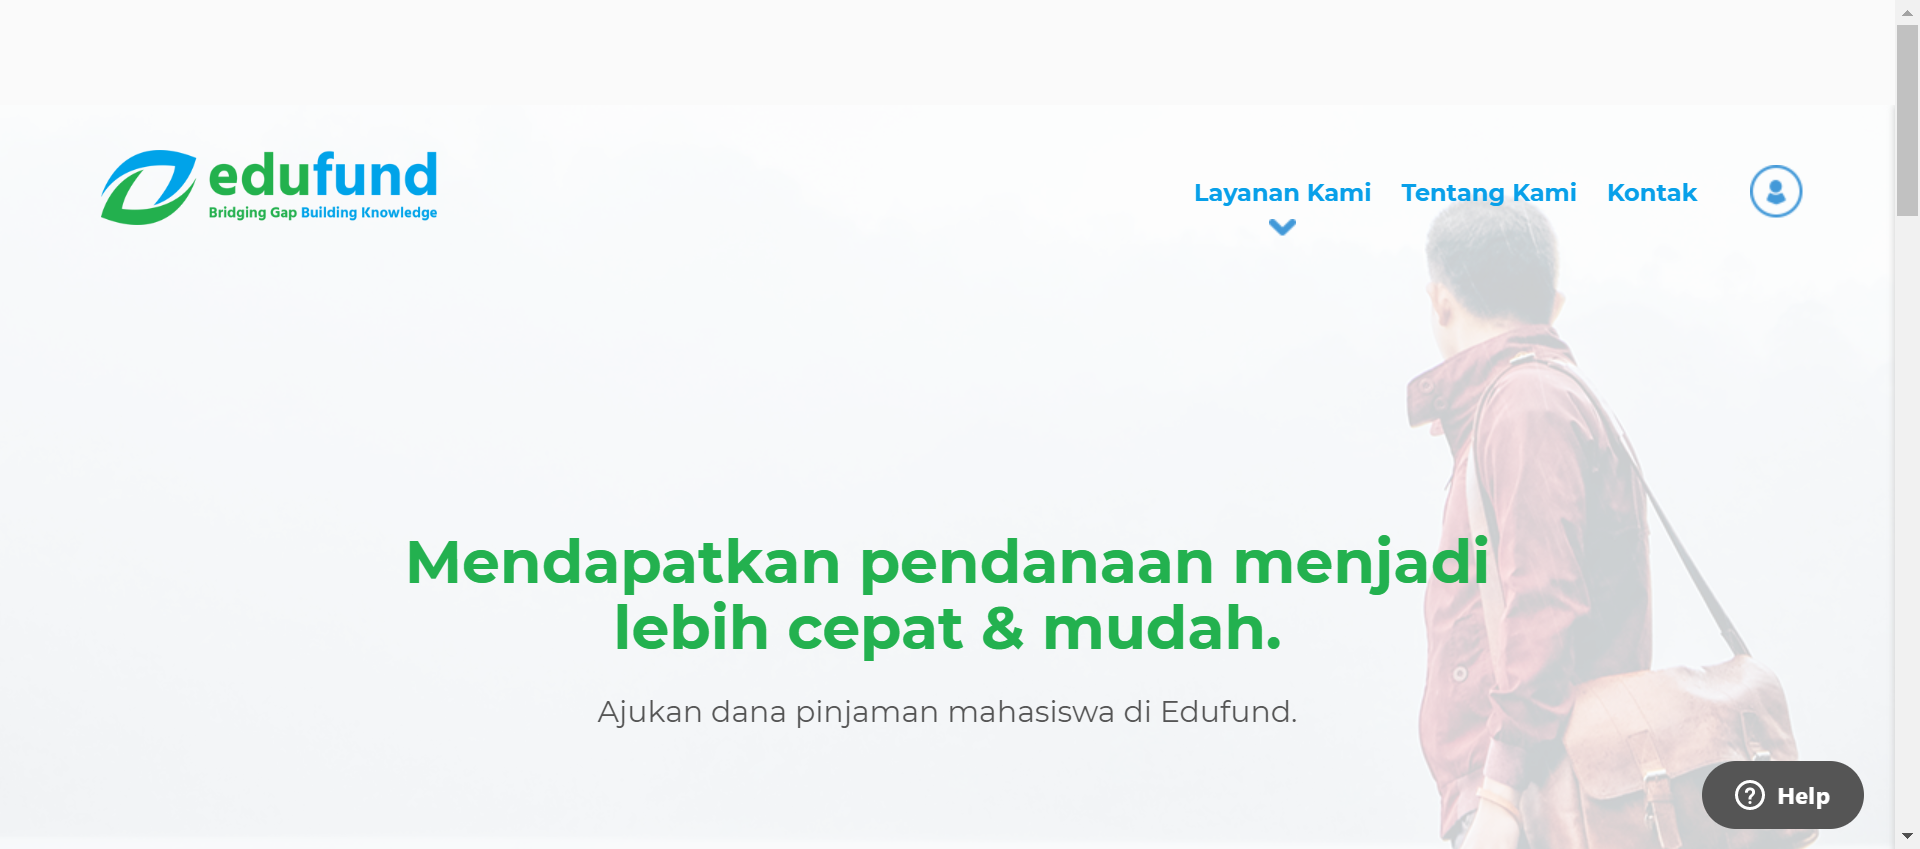 edufund
Bridging Gap Building Knowledge
Layanan Kami
Tentang Kami
Kontak
Mendapatkan pendanaan menjadi
lebih cepat & mudah.
Ajukan dana pinjaman mahasiswa di Edufund.
Help